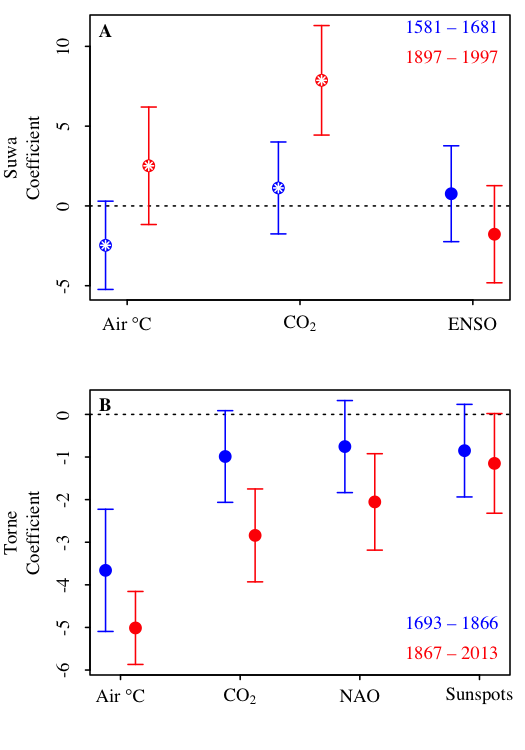 A
1581 – 1681
1897 – 1997
Suwa
Coefficient
10
5
0
-5
Air °C
CO₂
ENSO
B
Torne
Coefficient
0
-1
-2
-3
-4
-5
-6
1693 – 1866
1867 – 2013
Air °C
CO₂
NAO
Sunspots